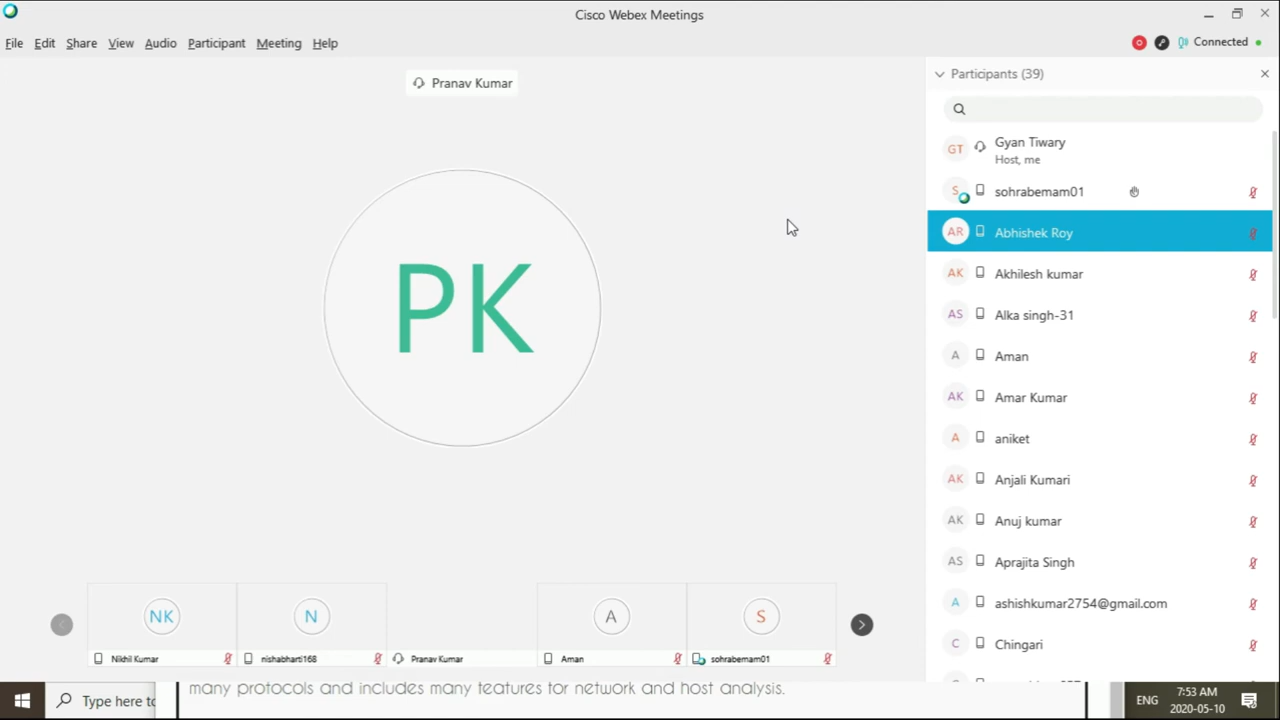 Cisco Webex Meetings
File Edit Share View Audio Participant Meeting Help
Connected
Pranav Kumar
PK
Participants (39)
GT Gyan Tiwary
Host, me
S sohrabemam01
AR Abhishek Roy
AK Akhilesh kumar
AS Alka singh-31
A Aman
AK Amar Kumar
A aniket
AK Anjali Kumari
AK Anuj kumar
AS Aprajita Singh
A ashishkumar2754@gmail.com
C Chingari
NK N A S
Nikhil Kumar nishabharti168 Pranav Kumar Aman sohrabemam01
many protocols and includes many features for network and host analysis.
Type here to
ENG
7:53 AM
2020-05-10